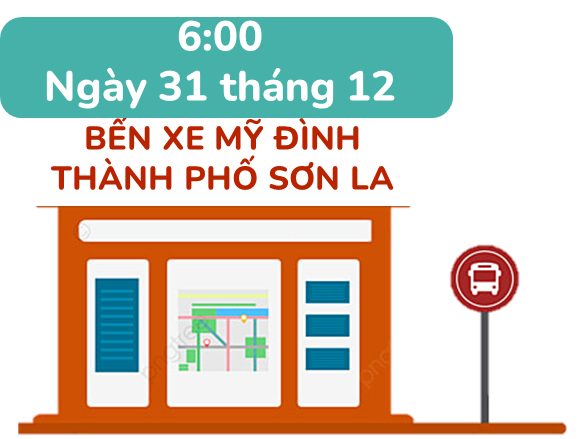 6:00
Ngày 31 tháng 12
BẾN XE MỸ ĐÌNH
THÀNH PHỐ SƠN LA